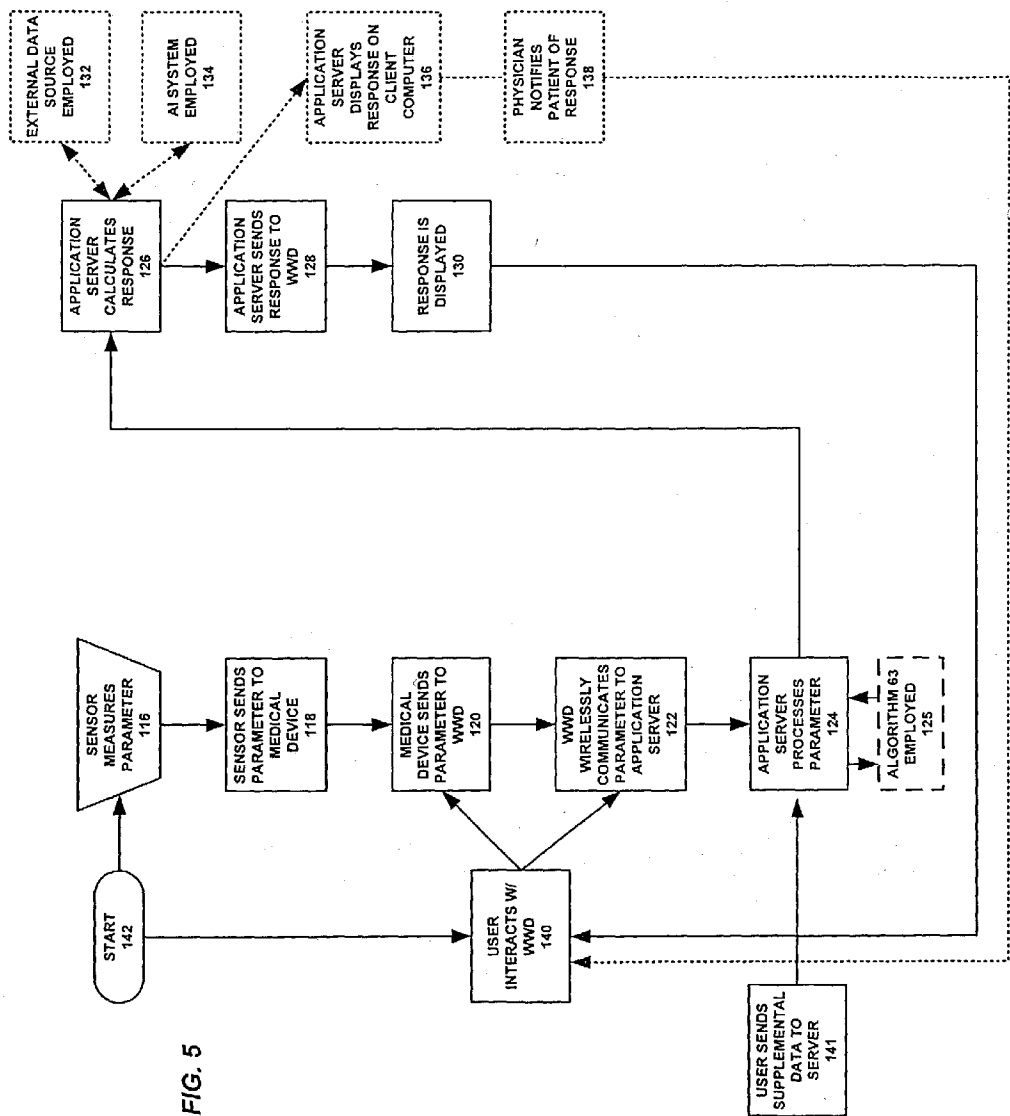 FIG. 5
START
142
SENSOR
MEASURES
PARAMETER
116
SENSOR SENDS
PARAMETER TO
MEDICAL
DEVICE
118
MEDICAL
DEVICE SENDS
PARAMETER TO
WWD
120
WWD
WIRELESSLY
COMMUNICATES
PARAMETER TO
APPLICATION
SERVER
122
APPLICATION
SERVER
PROCESSES
PARAMETER
124
ALGORITHM 63
EMPLOYED
125
USER
INTERACTS W/
WWD
140
USER SENDS
SUPPLEMENTAL
DATA TO
SERVER
141
APPLICATION
SERVER
CALCULATES
RESPONSE
126
APPLICATION
SERVER SENDS
RESPONSE TO
WWD
128
RESPONSE IS
DISPLAYED
130
EXTERNAL DATA
SOURCE
EMPLOYED
132
AI SYSTEM
EMPLOYED
134
APPLICATION
SERVER
DISPLAYS
RESPONSE ON
CLIENT
COMPUTER
136
PHYSICIAN
NOTIFIES
PATIENT OF
RESPONSE
138